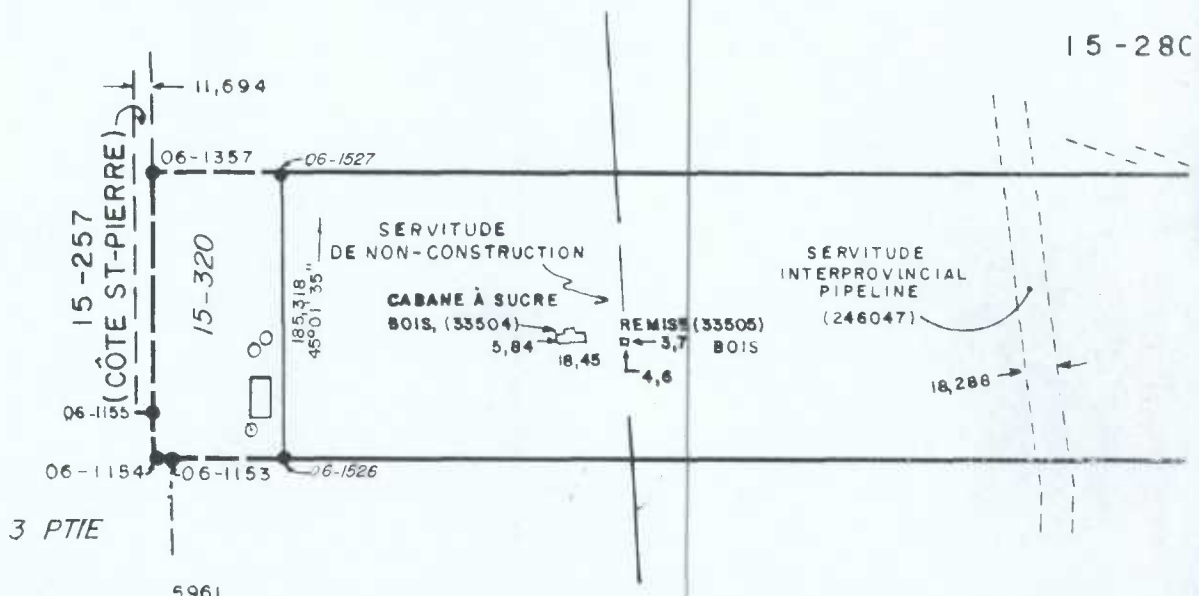 15-280
11,694
06-1357
06-1527
15-257
(CÔTE ST-PIERRE)
15-320
185,318
45°01'35"
SERVITUDE
DE NON-CONSTRUCTION
SERVITUDE
INTERPROVINCIAL
PIPELINE
(246047)
CABANE À SUCRE
BOIS, (33504)
5,84
18,45
REMISE (33505)
3,7 BOIS
4,6
18,288
06-1155
06-1154
06-1153
06-1526
3 PTIE
5961